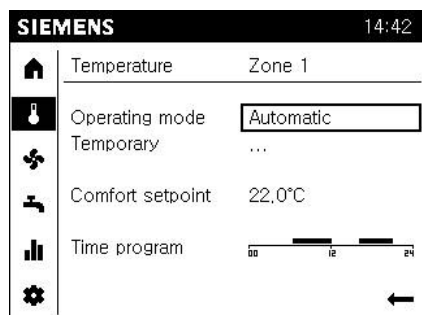 SIEMENS 14:42
Temperature Zone 1
Operating mode Automatic
Temporary ...
Comfort setpoint 22,0°C
Time program
00 12 24